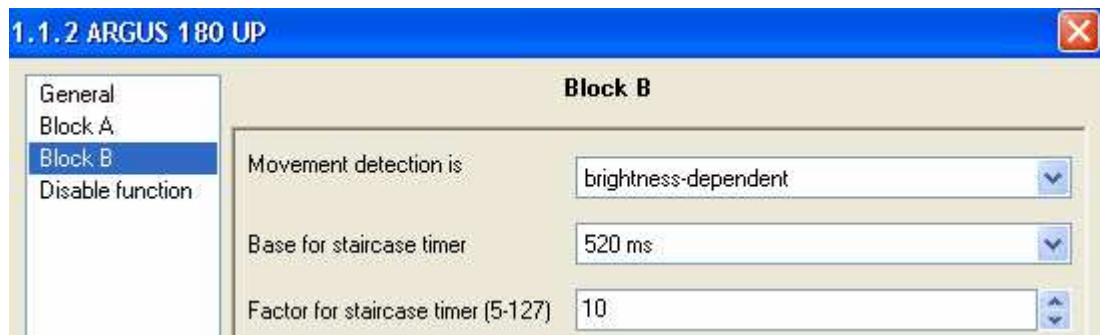 1.1.2 ARGUS 180 UP
General
Block A
Block B
Disable function
Block B
Movement detection is
brightness-dependent
Base for staircase timer
520 ms
Factor for staircase timer (5-127)
10